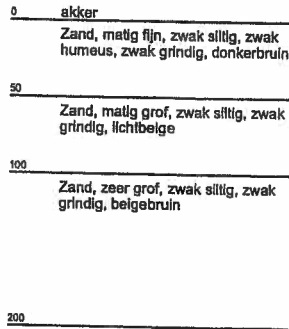 0 akker
Zand, matig fijn, zwak siltig, zwak
humeus, zwak grindig, donkerbruin
50
Zand, matig grof, zwak siltig, zwak
grindig, lichtbeige
100
Zand, zeer grof, zwak siltig, zwak
grindig, beigebruin
200